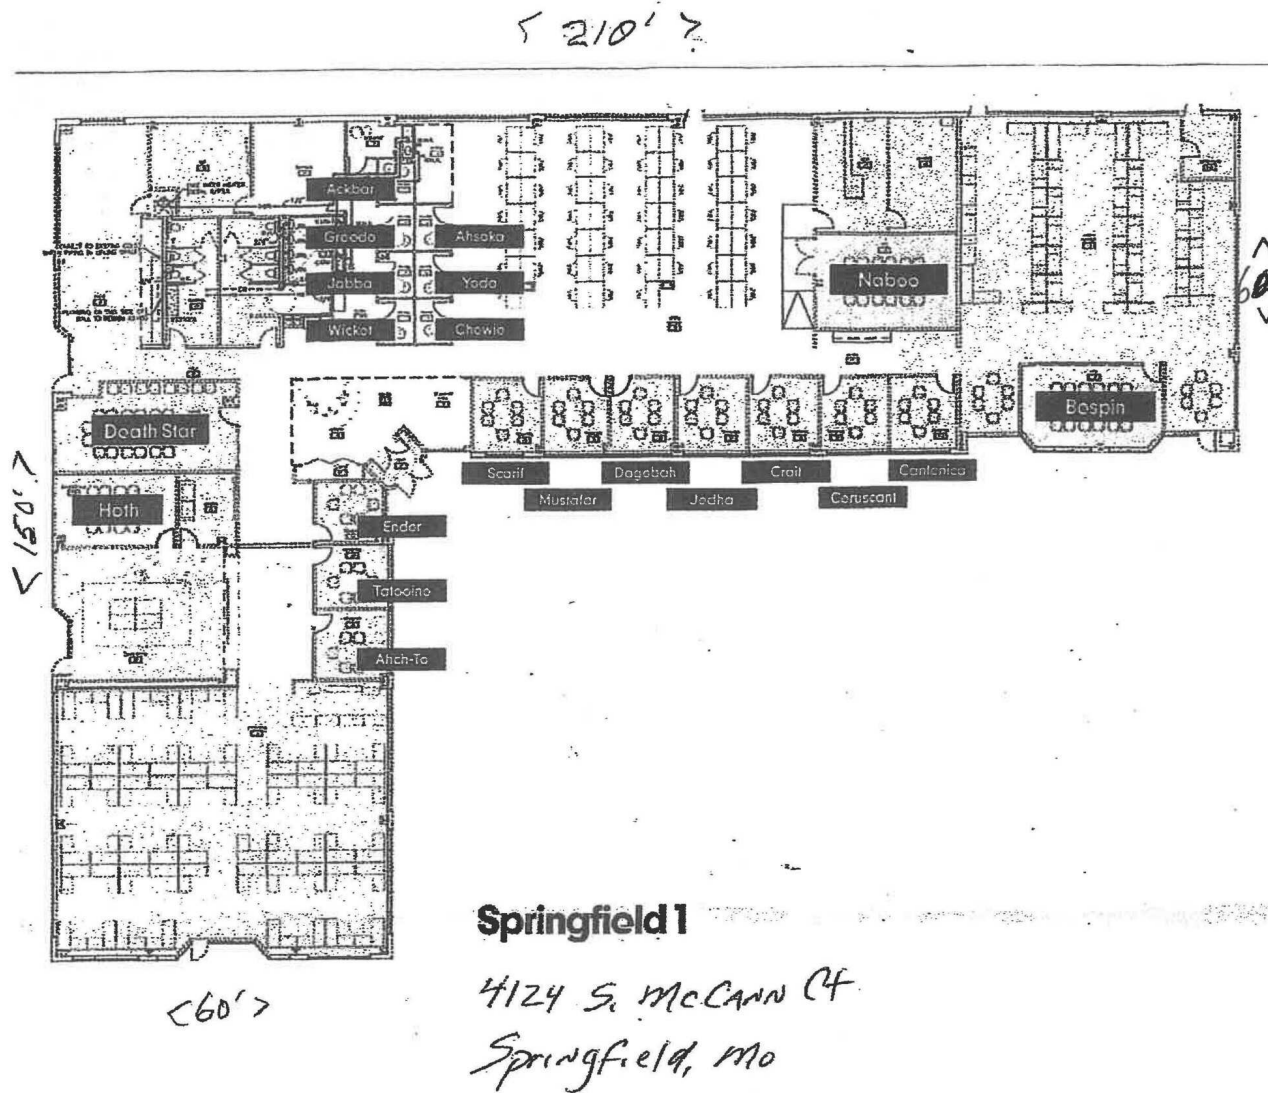 < 210' >
Ackbar
Greedo
Ahsoka
Jabba
Yoda
Wicket
Chewie
Naboo
Death Star
Bespin
Hoth
Scarif
Dagobah
Crait
Cantonica
Mustafar
Jedha
Coruscant
Endor
< 150' >
Tatooine
Ahch-To
Springfield 1
<60'>
4124 S. McCann Ct
Springfield, Mo